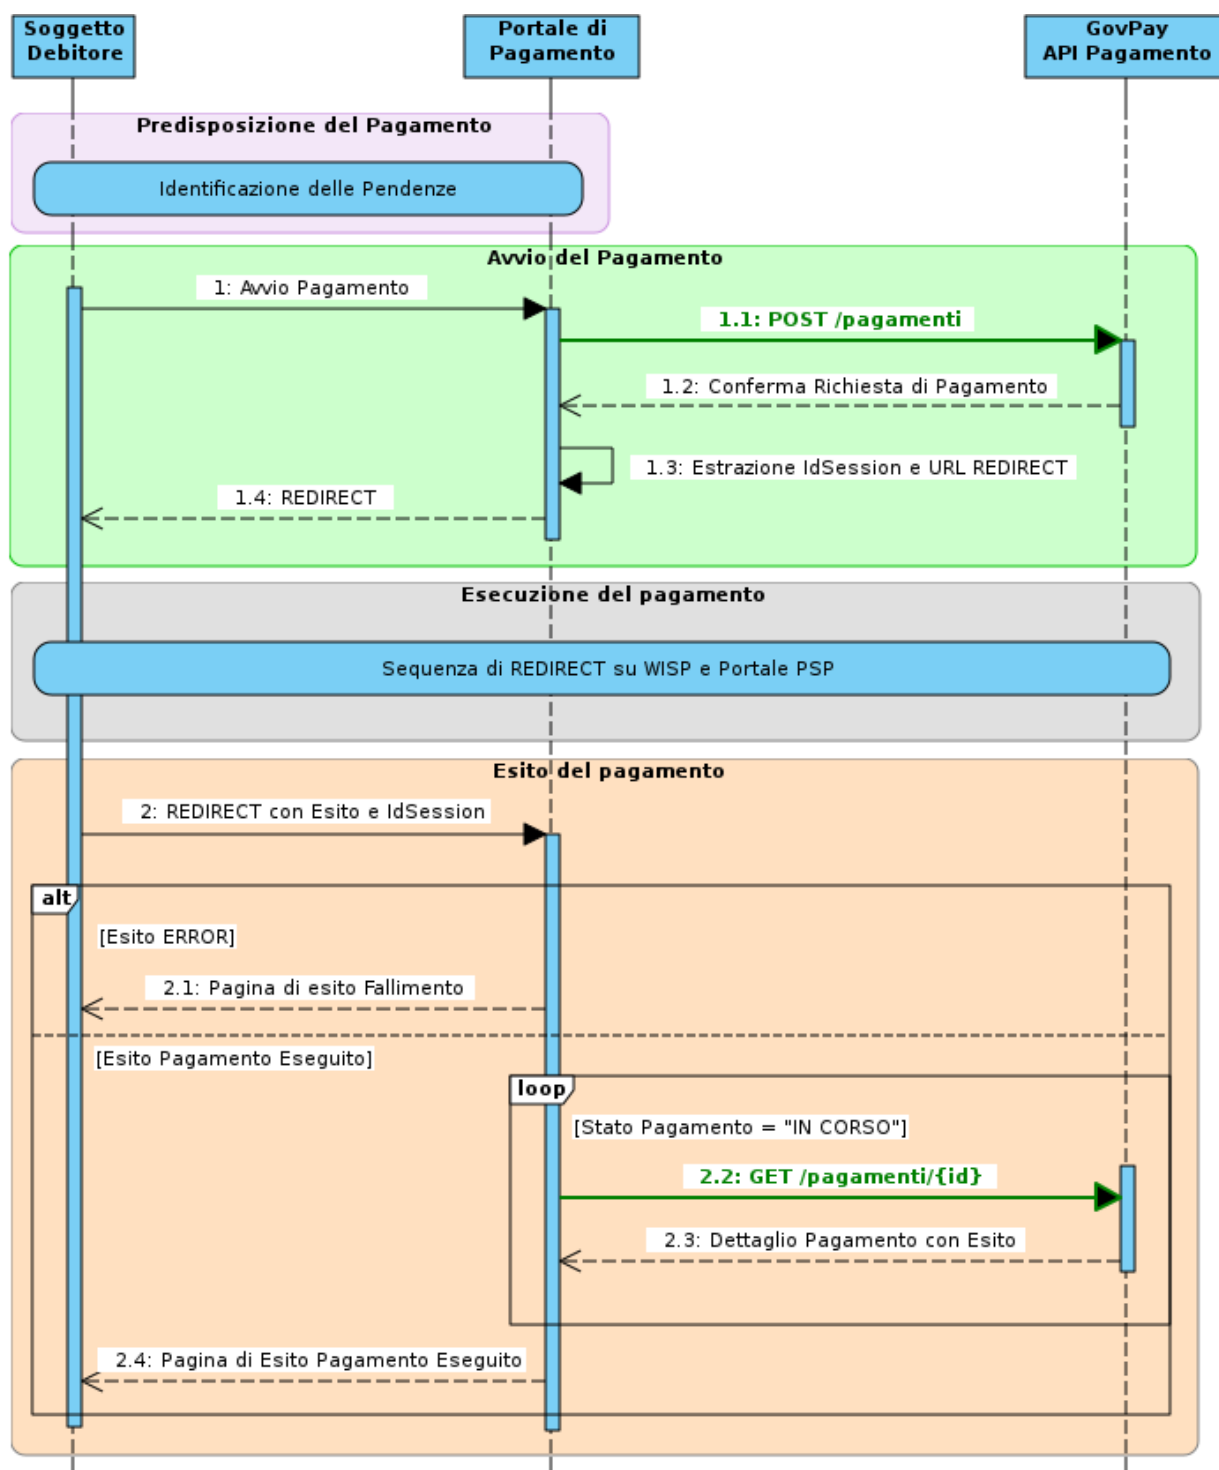 Soggetto
Debitore
Portale di
Pagamento
GovPay
API Pagamento
Predisposizione del Pagamento
Identificazione delle Pendenze
Avvio del Pagamento
1: Avvio Pagamento
1.1: POST /pagamenti
1.2: Conferma Richiesta di Pagamento
1.3: Estrazione IdSession e URL REDIRECT
1.4: REDIRECT
Esecuzione del pagamento
Sequenza di REDIRECT su WISP e Portale PSP
Esito del pagamento
2: REDIRECT con Esito e IdSession
alt
[Esito ERROR]
2.1: Pagina di esito Fallimento
[Esito Pagamento Eseguito]
loop
[Stato Pagamento = "IN CORSO"]
2.2: GET /pagamenti/{id}
2.3: Dettaglio Pagamento con Esito
2.4: Pagina di Esito Pagamento Eseguito